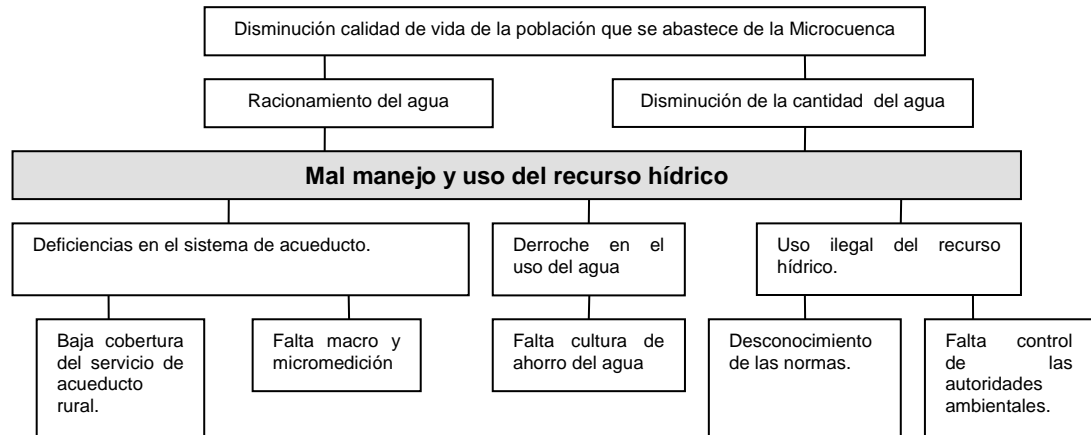 Disminución calidad de vida de la población que se abastece de la Microcuenca
Racionamiento del agua
Disminución de la cantidad del agua
Mal manejo y uso del recurso hídrico
Deficiencias en el sistema de acueducto.
Derroche en el
uso del agua
Uso ilegal del recurso
hídrico.
Baja cobertura
del servicio de
acueducto
rural.
Falta macro y
micromedición
Falta cultura de
ahorro del agua
Desconocimiento
de las normas.
Falta control
de las
autoridades
ambientales.